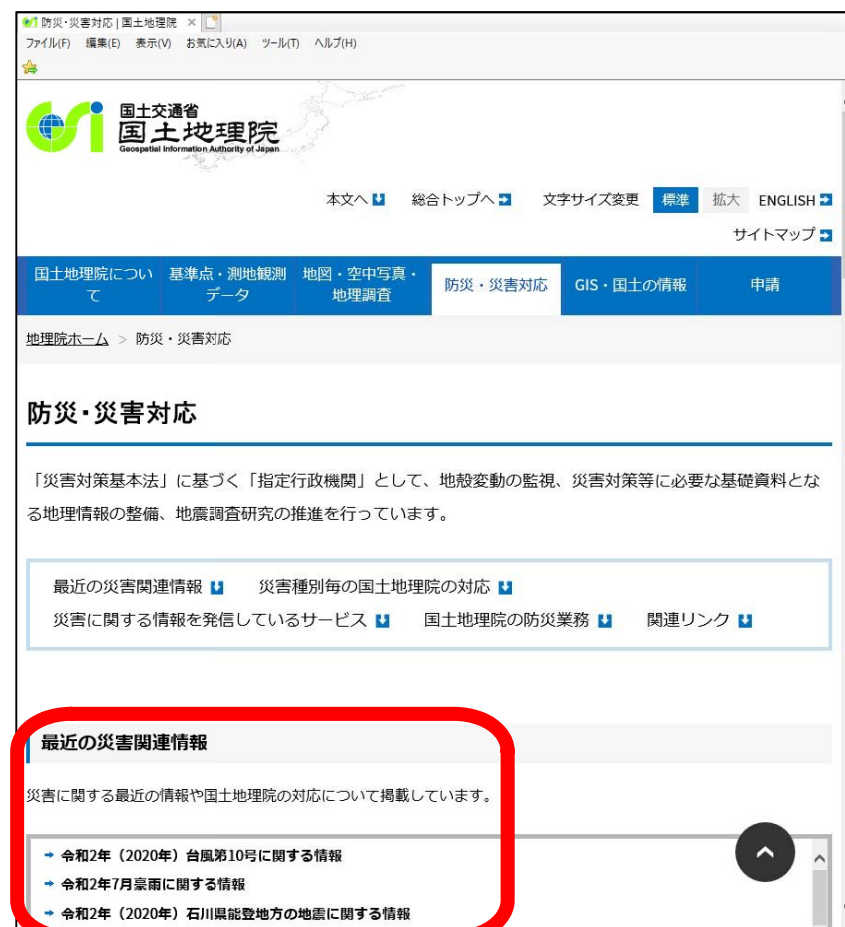 防災・災害対応 | 国土地理院
ファイル(F) 編集(E) 表示(V) お気に入り(A) ツール(T) ヘルプ(H)
国土交通省
国土地理院
Geospatial Information Authority of Japan
本文へ 総合トップへ 文字サイズ変更 標準 拡大 ENGLISH
サイトマップ
国土地理院につい
て
基準点・測地観測
データ
地図・空中写真・
地理調査
防災・災害対応
GIS・国土の情報
申請
地理院ホーム > 防災・災害対応
防災・災害対応
「災害対策基本法」に基づく「指定行政機関」として、地殻変動の監視、災害対策等に必要な基礎資料とな
る地理情報の整備、地震調査研究の推進を行っています。
最近の災害関連情報 災害種別毎の国土地理院の対応
災害に関する情報を発信しているサービス 国土地理院の防災業務 関連リンク
最近の災害関連情報
災害に関する最近の情報や国土地理院の対応について掲載しています。
令和2年（2020年）台風第10号に関する情報
令和2年7月豪雨に関する情報
令和2年（2020年）石川県能登地方の地震に関する情報